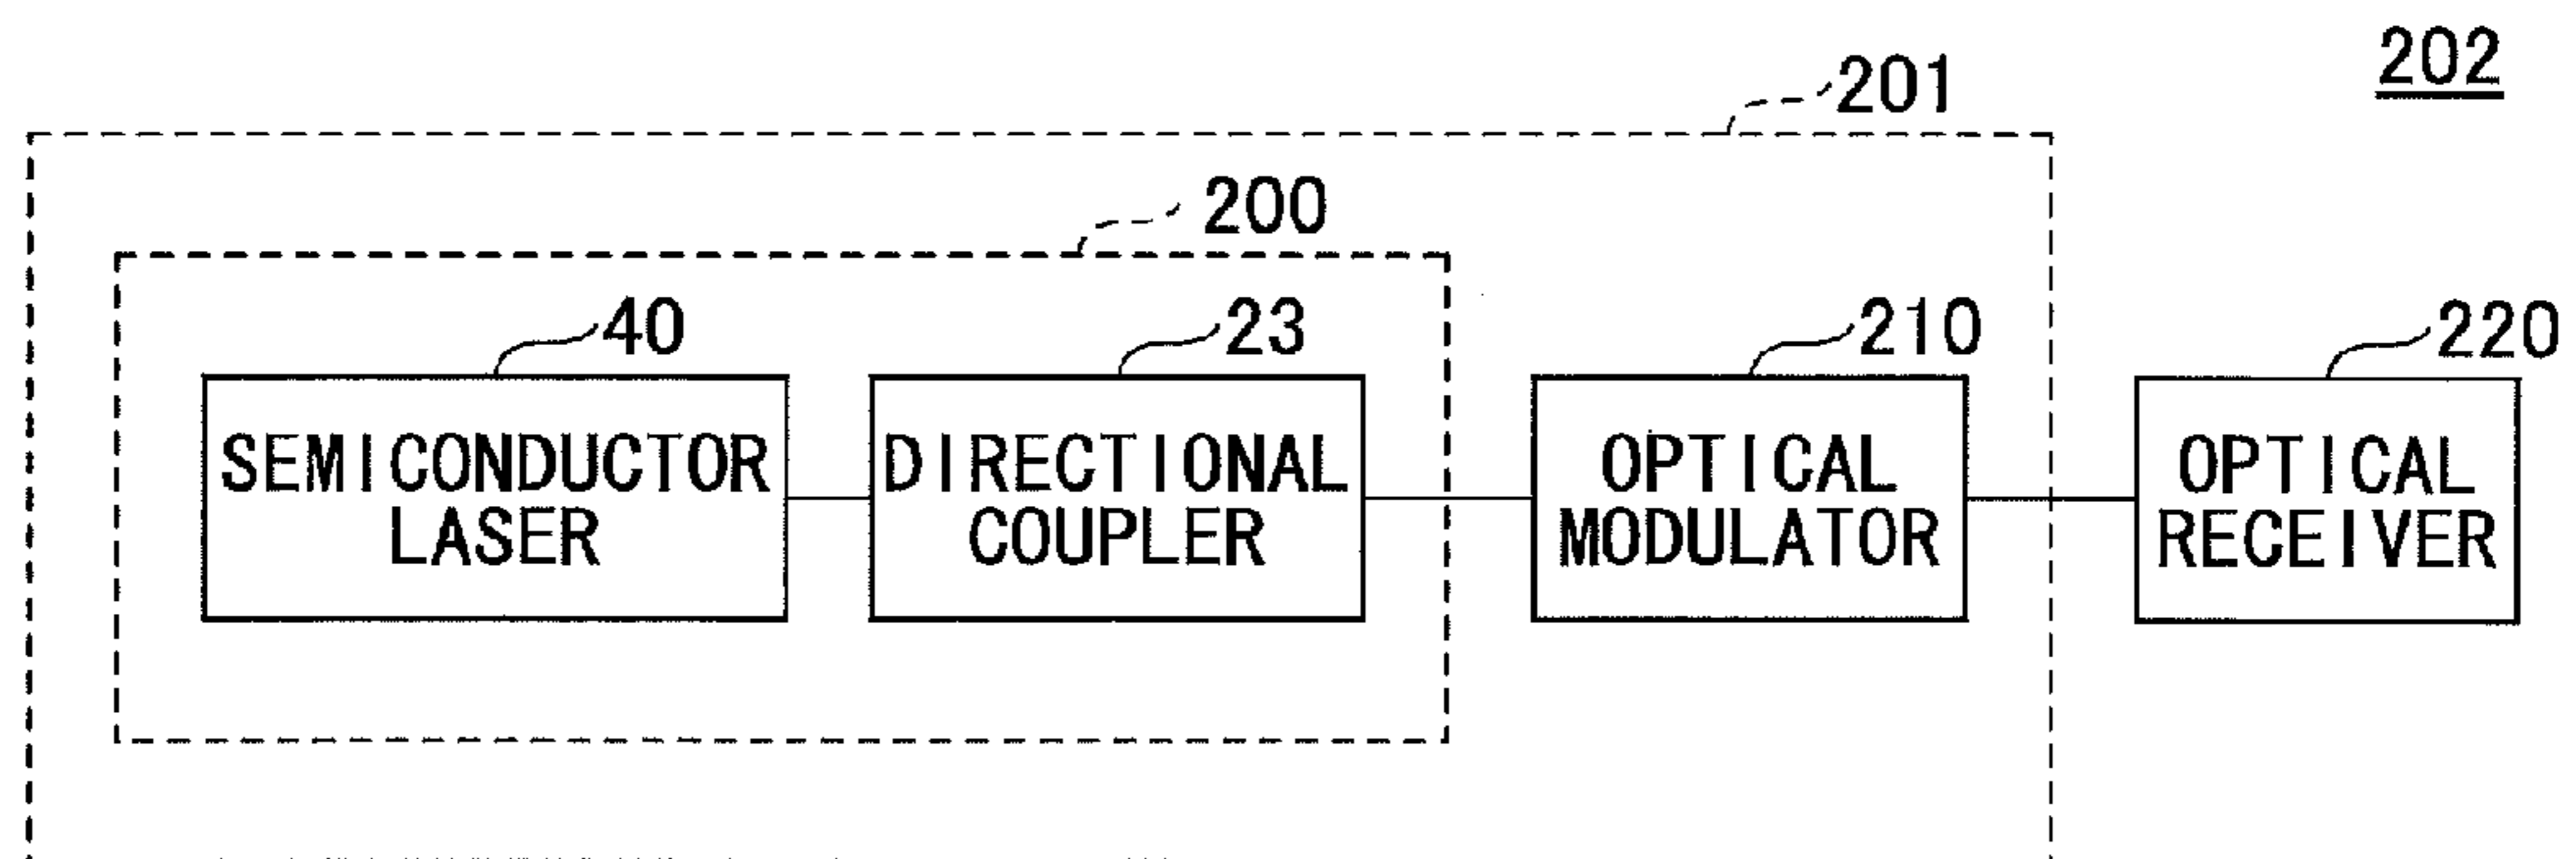 202
201
200
40
23
210
220
SEMICONDUCTOR
LASER
DIRECTIONAL
COUPLER
OPTICAL
MODULATOR
OPTICAL
RECEIVER